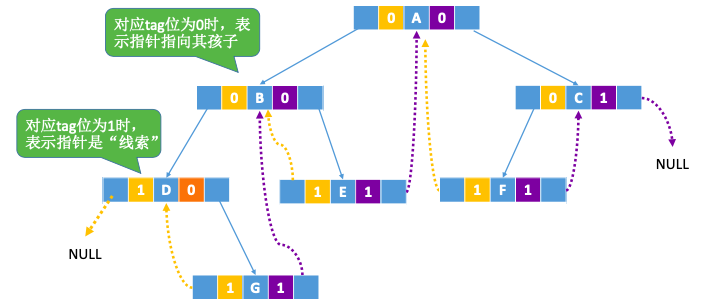 对应tag位为0时，表
示指针指向其孩子
0 A 0
0 B 0
0 C 1
对应tag位为1时，
表示指针是“线索”
NULL
1 D 0
1 E 1
1 F 1
NULL
1 G 1